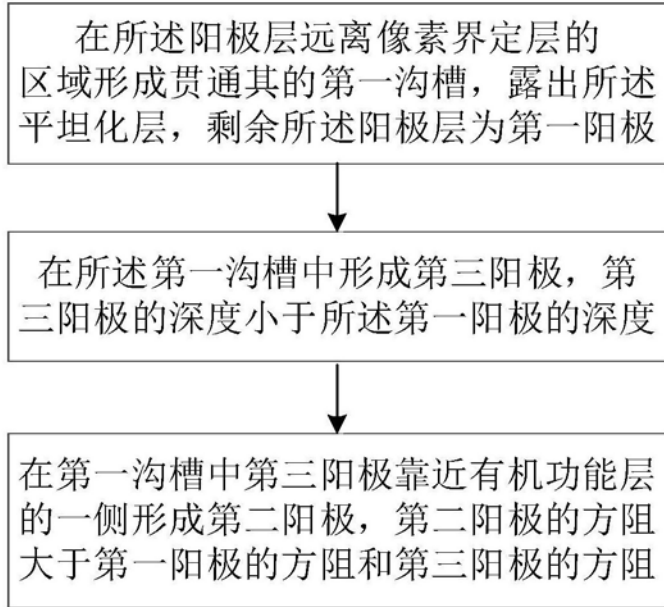 在所述阳极层远离像素界定层的
区域形成贯通其的第一沟槽，露出所述
平坦化层，剩余所述阳极层为第一阳极
在所述第一沟槽中形成第三阳极，第
三阳极的深度小于所述第一阳极的深度
在第一沟槽中第三阳极靠近有机功能层
的一侧形成第二阳极，第二阳极的方阻
大于第一阳极的方阻和第三阳极的方阻